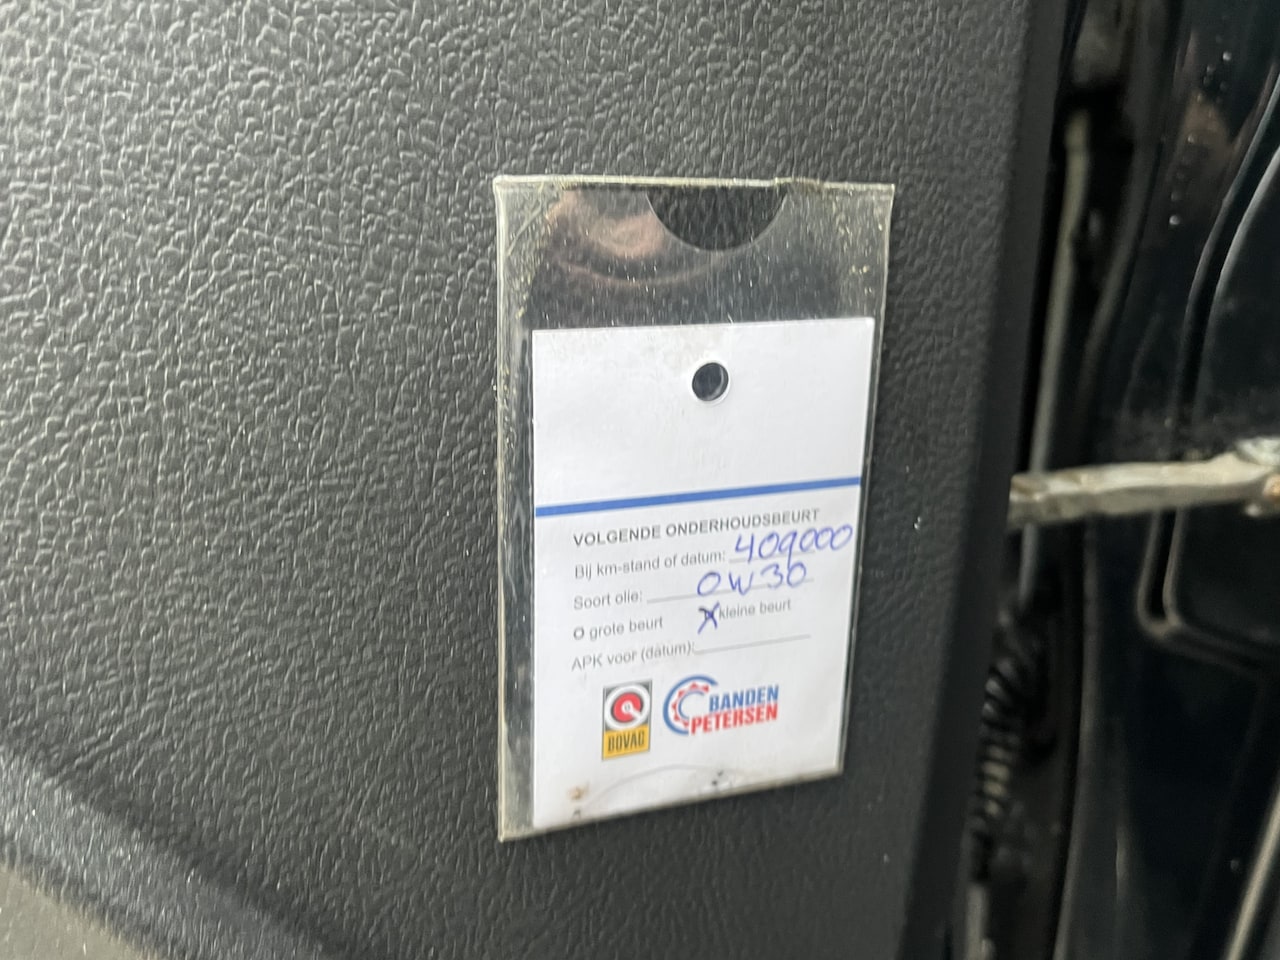 VOLGENDE ONDERHOUDSBEURT
Bij km-stand of datum: 409000
Soort olie: 0W30
O grote beurt X kleine beurt
APK voor (datum):
BOVAG
BANDEN
PETERSEN